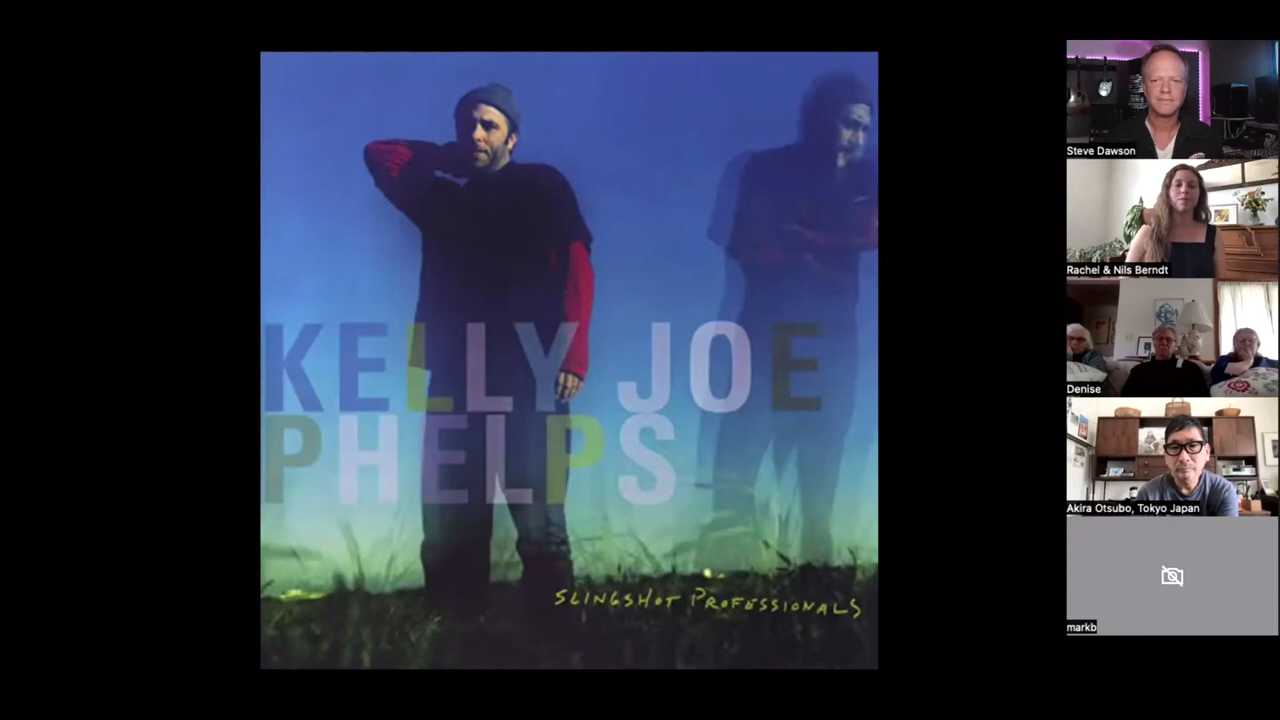 KELLY JOE
PHELPS
SLINGSHOT PROFESSIONALS
Steve Dawson
Rachel & Nils Berndt
Denise
Akira Otsubo, Tokyo Japan
markb